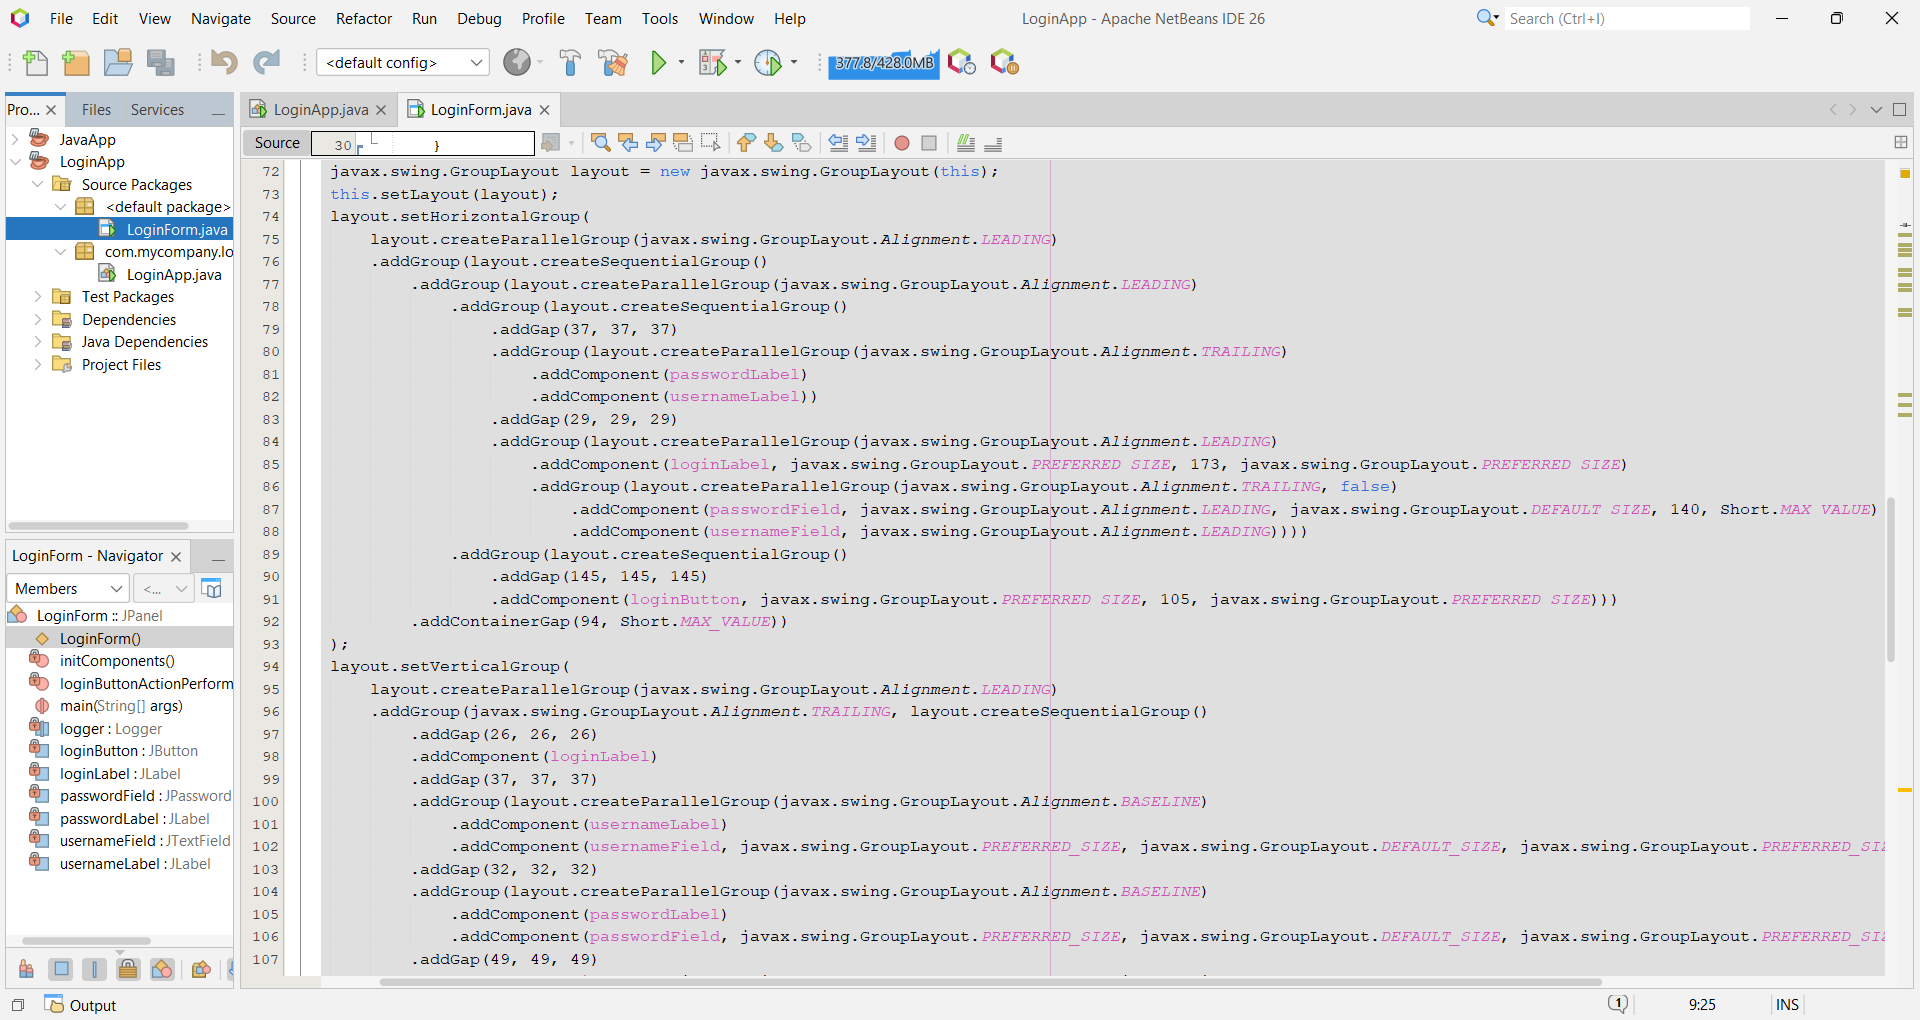 File Edit View Navigate Source Refactor Run Debug Profile Team Tools Window Help
LoginApp - Apache NetBeans IDE 26
Search (Ctrl+I)
<default config>
377.8/428.0MB
Pro... Files Services
LoginApp.java LoginForm.java
JavaApp
LoginApp
Source Packages
<default package>
LoginForm.java
com.mycompany.lo
LoginApp.java
Test Packages
Dependencies
Java Dependencies
Project Files
LoginForm - Navigator
Members <...
LoginForm :: JPanel
LoginForm()
initComponents()
loginButtonActionPerform
main(String[] args)
logger : Logger
loginButton : JButton
loginLabel : JLabel
passwordField : JPassword
passwordLabel : JLabel
usernameField : JTextField
usernameLabel : JLabel
Source
30 }
72 javax.swing.GroupLayout layout = new javax.swing.GroupLayout(this);
73 this.setLayout(layout);
74 layout.setHorizontalGroup(
75 layout.createParallelGroup(javax.swing.GroupLayout.Alignment.LEADING)
76 .addGroup(layout.createSequentialGroup()
77 .addGroup(layout.createParallelGroup(javax.swing.GroupLayout.Alignment.LEADING)
78 .addGroup(layout.createSequentialGroup()
79 .addGap(37, 37, 37)
80 .addGroup(layout.createParallelGroup(javax.swing.GroupLayout.Alignment.TRAILING)
81 .addComponent(passwordLabel)
82 .addComponent(usernameLabel))
83 .addGap(29, 29, 29)
84 .addGroup(layout.createParallelGroup(javax.swing.GroupLayout.Alignment.LEADING)
85 .addComponent(loginLabel, javax.swing.GroupLayout.PREFERRED_SIZE, 173, javax.swing.GroupLayout.PREFERRED_SIZE)
86 .addGroup(layout.createParallelGroup(javax.swing.GroupLayout.Alignment.TRAILING, false)
87 .addComponent(passwordField, javax.swing.GroupLayout.Alignment.LEADING, javax.swing.GroupLayout.DEFAULT_SIZE, 140, Short.MAX_VALUE)
88 .addComponent(usernameField, javax.swing.GroupLayout.Alignment.LEADING))))
89 .addGroup(layout.createSequentialGroup()
90 .addGap(145, 145, 145)
91 .addComponent(loginButton, javax.swing.GroupLayout.PREFERRED_SIZE, 105, javax.swing.GroupLayout.PREFERRED_SIZE)))
92 .addContainerGap(94, Short.MAX_VALUE))
93 );
94 layout.setVerticalGroup(
95 layout.createParallelGroup(javax.swing.GroupLayout.Alignment.LEADING)
96 .addGroup(javax.swing.GroupLayout.Alignment.TRAILING, layout.createSequentialGroup()
97 .addGap(26, 26, 26)
98 .addComponent(loginLabel)
99 .addGap(37, 37, 37)
100 .addGroup(layout.createParallelGroup(javax.swing.GroupLayout.Alignment.BASELINE)
101 .addComponent(usernameLabel)
102 .addComponent(usernameField, javax.swing.GroupLayout.PREFERRED_SIZE, javax.swing.GroupLayout.DEFAULT_SIZE, javax.swing.GroupLayout.PREFERRED_SIZ
103 .addGap(32, 32, 32)
104 .addGroup(layout.createParallelGroup(javax.swing.GroupLayout.Alignment.BASELINE)
105 .addComponent(passwordLabel)
106 .addComponent(passwordField, javax.swing.GroupLayout.PREFERRED_SIZE, javax.swing.GroupLayout.DEFAULT_SIZE, javax.swing.GroupLayout.PREFERRED_SIZ
107 .addGap(49, 49, 49)
Output
1 9:25 INS